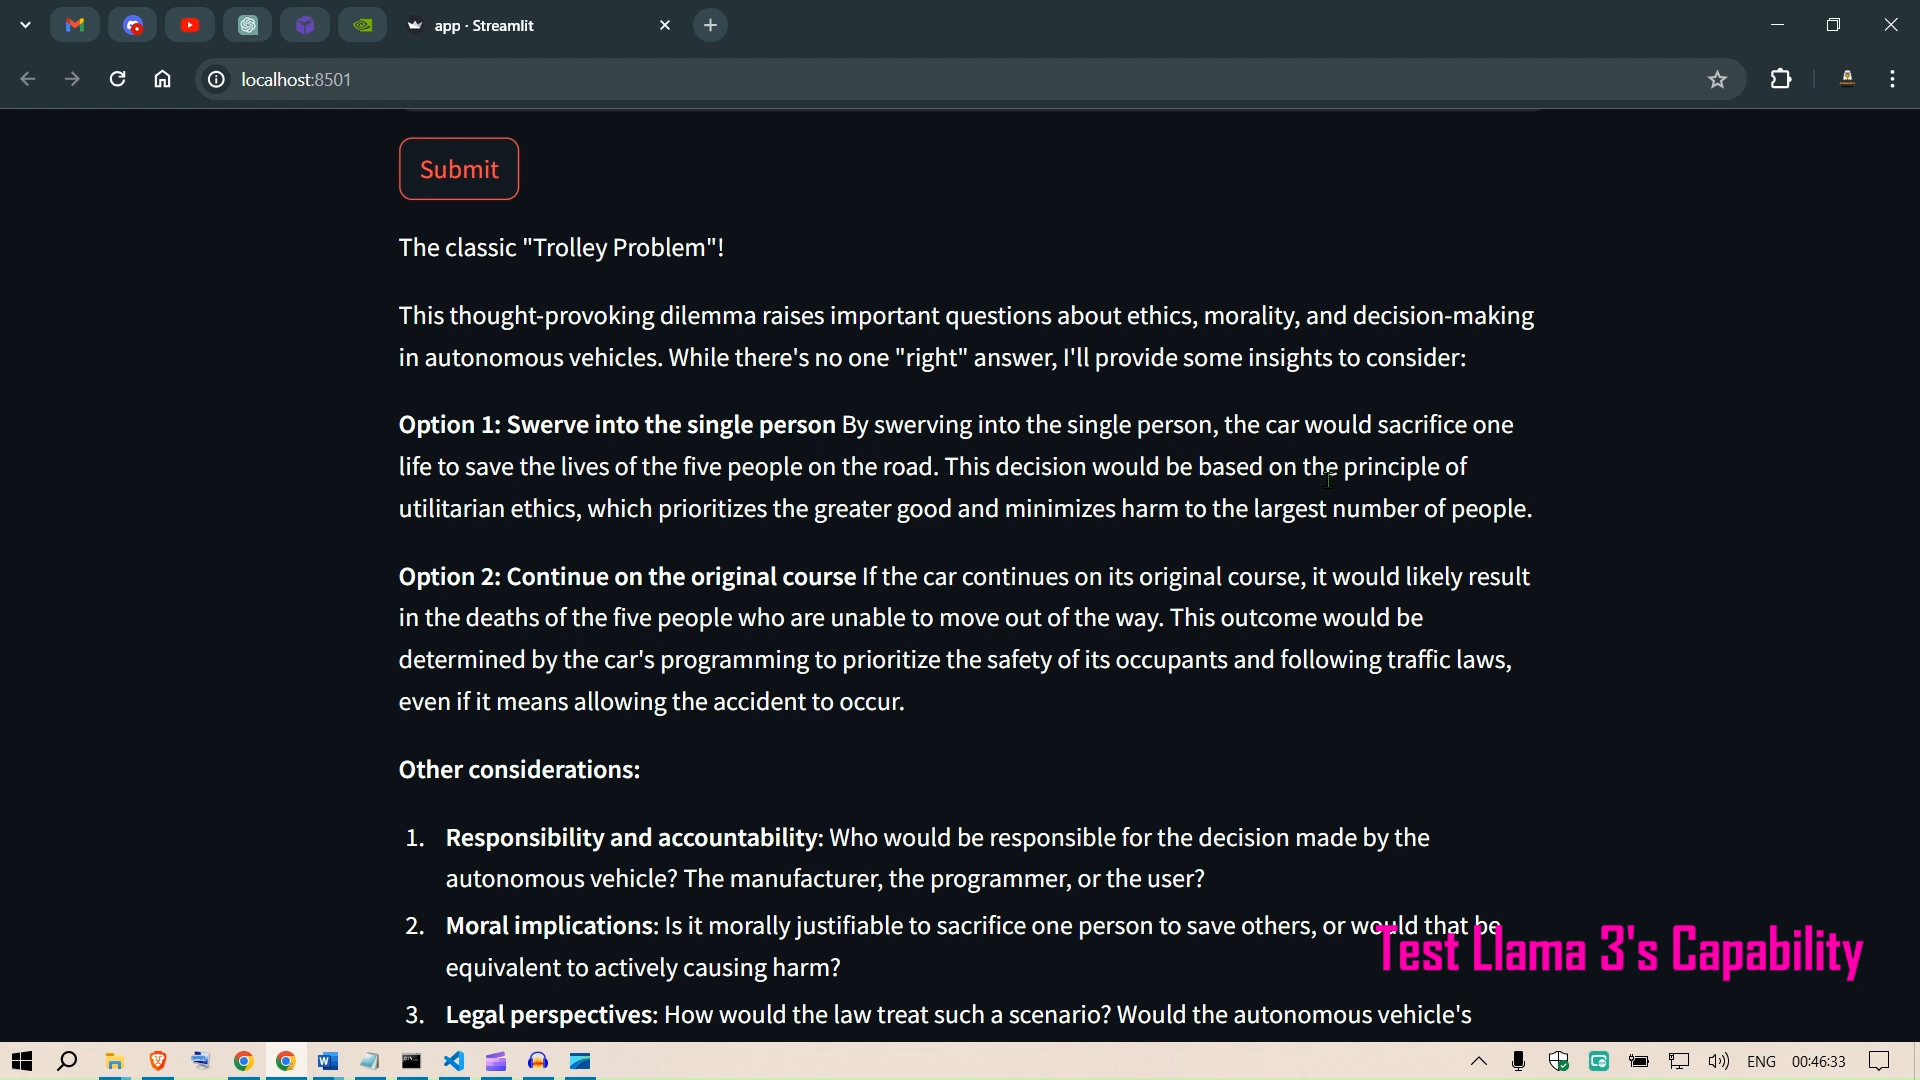 app · Streamlit
localhost:8501
Submit
The classic "Trolley Problem"!
This thought-provoking dilemma raises important questions about ethics, morality, and decision-making
in autonomous vehicles. While there's no one "right" answer, I'll provide some insights to consider:
Option 1: Swerve into the single person By swerving into the single person, the car would sacrifice one
life to save the lives of the five people on the road. This decision would be based on the principle of
utilitarian ethics, which prioritizes the greater good and minimizes harm to the largest number of people.
Option 2: Continue on the original course If the car continues on its original course, it would likely result
in the deaths of the five people who are unable to move out of the way. This outcome would be
determined by the car's programming to prioritize the safety of its occupants and following traffic laws,
even if it means allowing the accident to occur.
Other considerations:
1. Responsibility and accountability: Who would be responsible for the decision made by the
autonomous vehicle? The manufacturer, the programmer, or the user?
2. Moral implications: Is it morally justifiable to sacrifice one person to save others, or would that be
equivalent to actively causing harm?
Test Llama 3's Capability
3. Legal perspectives: How would the law treat such a scenario? Would the autonomous vehicle's
ENG 00:46:33